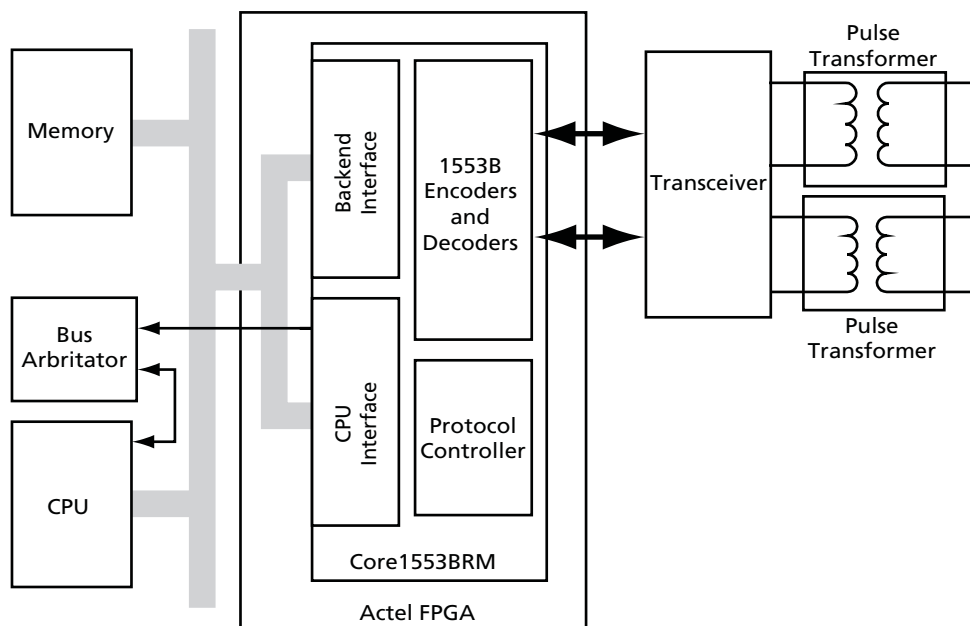 Memory
Bus
Arbritator
CPU
Backend
Interface
CPU
Interface
1553B
Encoders
and
Decoders
Protocol
Controller
Core1553BRM
Actel FPGA
Transceiver
Pulse
Transformer
Pulse
Transformer